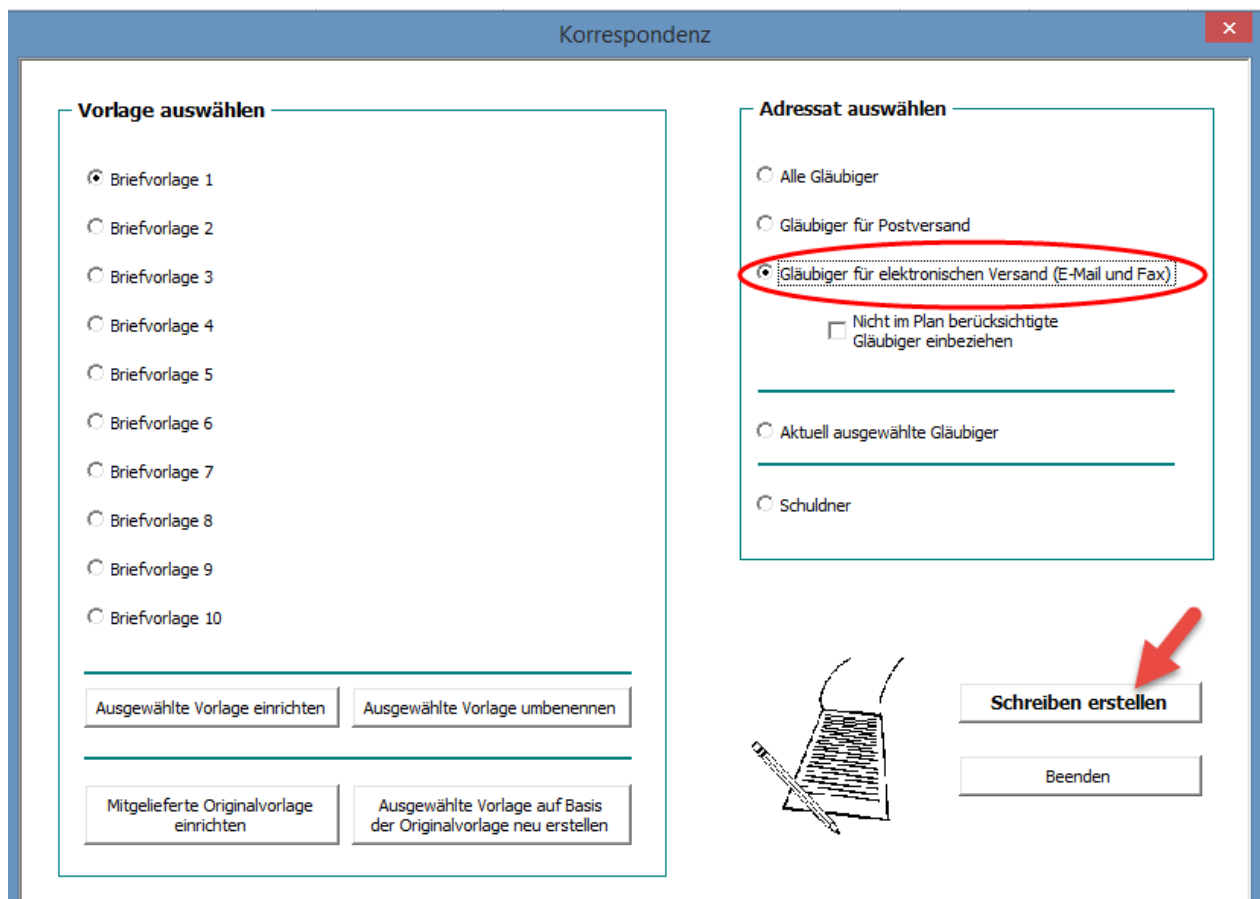 Korrespondenz
Vorlage auswählen
Briefvorlage 1
Briefvorlage 2
Briefvorlage 3
Briefvorlage 4
Briefvorlage 5
Briefvorlage 6
Briefvorlage 7
Briefvorlage 8
Briefvorlage 9
Briefvorlage 10
Ausgewählte Vorlage einrichten
Ausgewählte Vorlage umbenennen
Mitgelieferte Originalvorlage
einrichten
Ausgewählte Vorlage auf Basis
der Originalvorlage neu erstellen
Adressat auswählen
Alle Gläubiger
Gläubiger für Postversand
Gläubiger für elektronischen Versand (E-Mail und Fax)
Nicht im Plan berücksichtigte
Gläubiger einbeziehen
Aktuell ausgewählte Gläubiger
Schuldner
Schreiben erstellen
Beenden